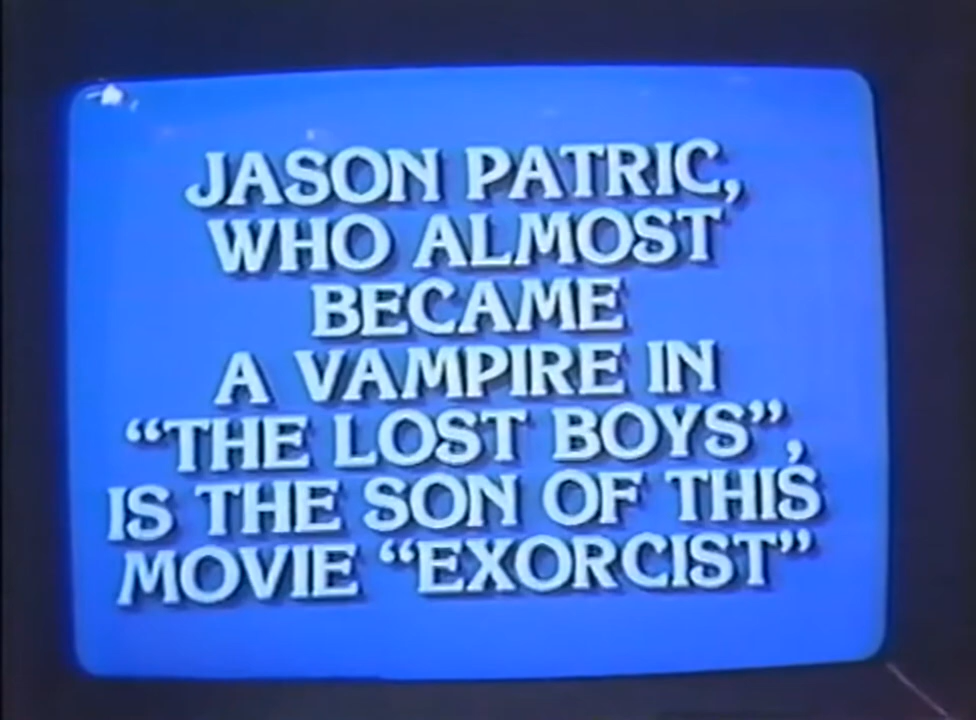 JASON PATRIC,
WHO ALMOST
BECAME
A VAMPIRE IN
“THE LOST BOYS”,
IS THE SON OF THIS
MOVIE “EXORCIST”